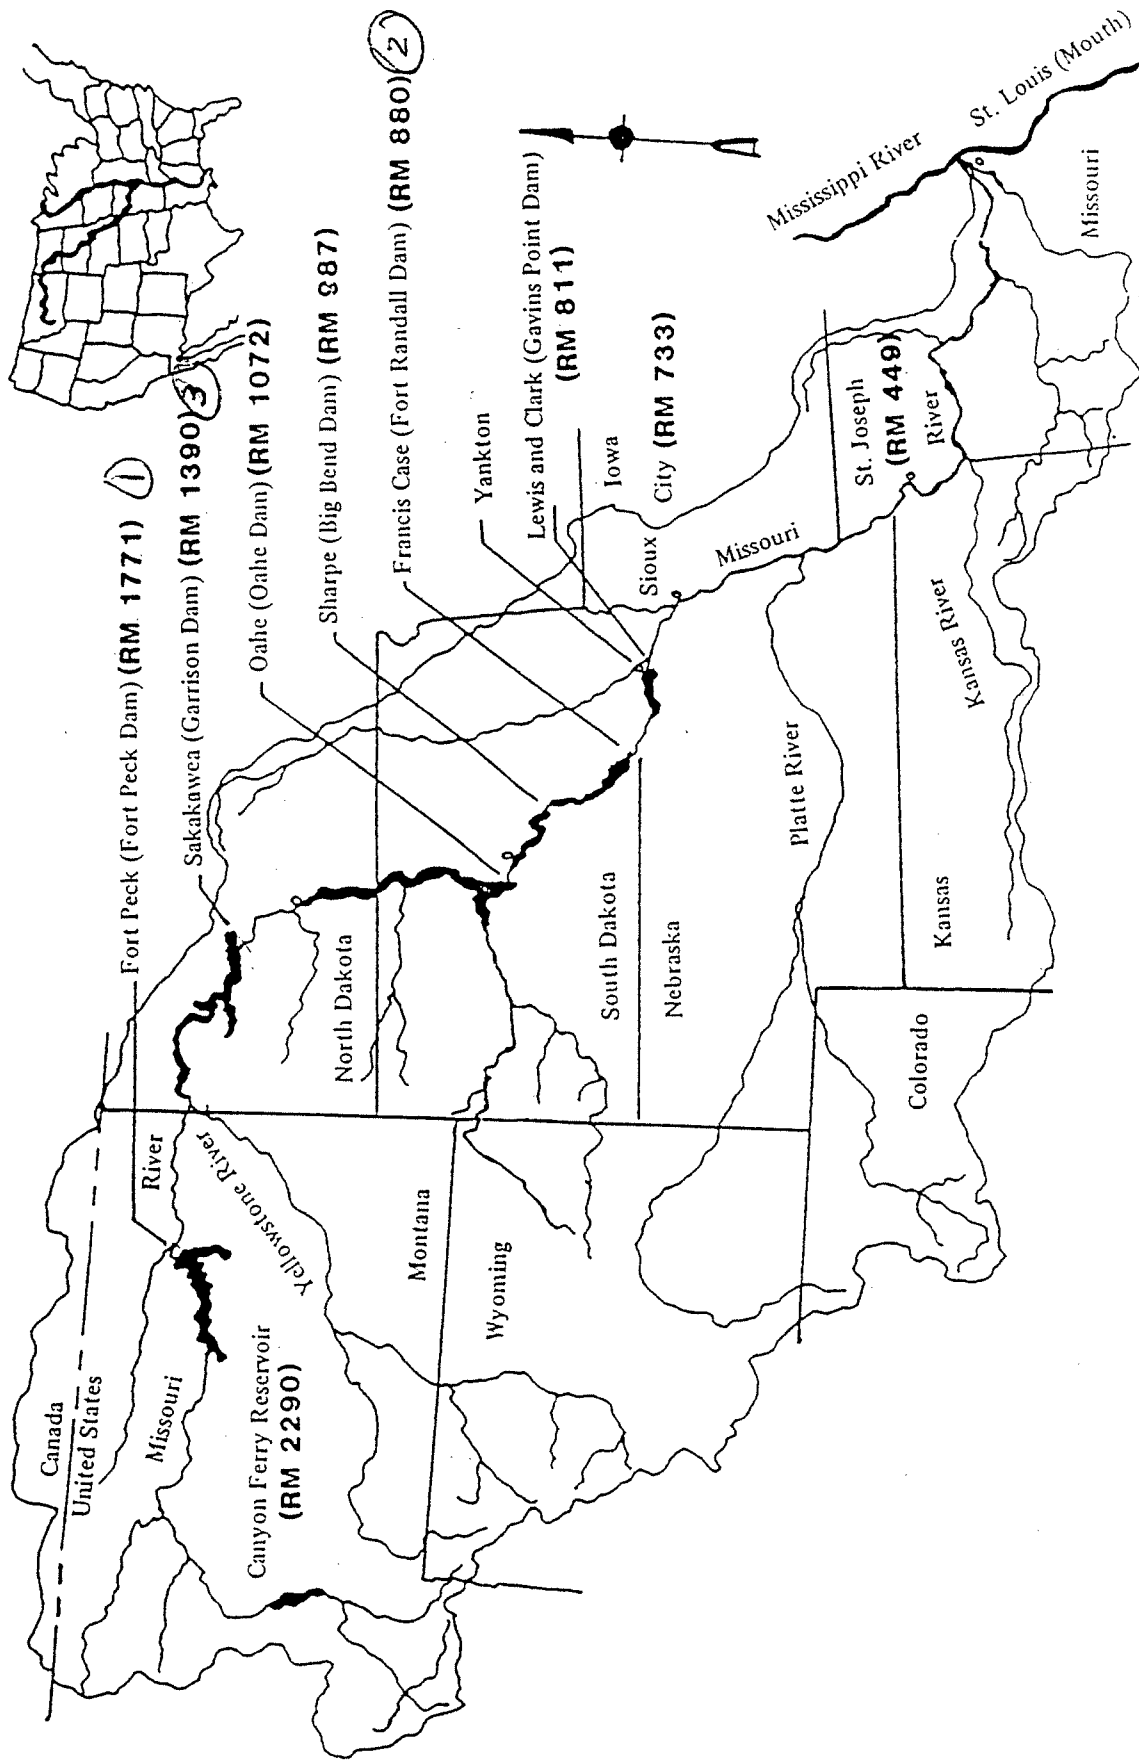 Fort Peck (Fort Peck Dam) (RM 1771) 1
Sakakawea (Garrison Dam) (RM 1390) 3
Oahe (Oahe Dam) (RM 1072)
Sharpe (Big Bend Dam) (RM 987)
Francis Case (Fort Randall Dam) (RM 880) 2
Yankton
Lewis and Clark (Gavins Point Dam)
(RM 811)
Canada
United States
Missouri
River
Yellowstone River
Canyon Ferry Reservoir
(RM 2290)
Montana
Wyoming
North Dakota
South Dakota
Nebraska
Iowa
Sioux City (RM 733)
Missouri
Platte River
St. Joseph
(RM 449)
River
Kansas River
Kansas
Colorado
Mississippi River
St. Louis (Mouth)
Missouri